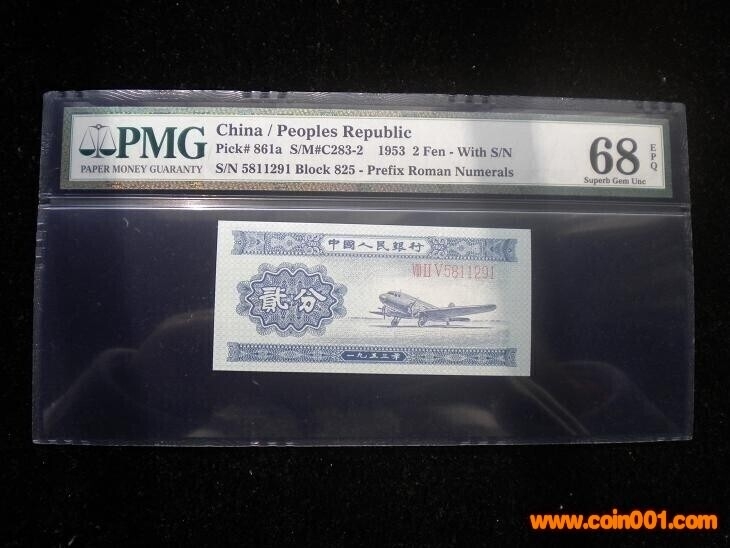 PMG
PAPER MONEY GUARANTY
China / Peoples Republic
Pick# 861a S/M#C283-2 1953 2 Fen - With S/N
S/N 5811291 Block 825 - Prefix Roman Numerals
68
EPQ
Superb Gem Unc
中國人民銀行
VIII II V 5811291
貳分
一九五三年
www.coin001.com